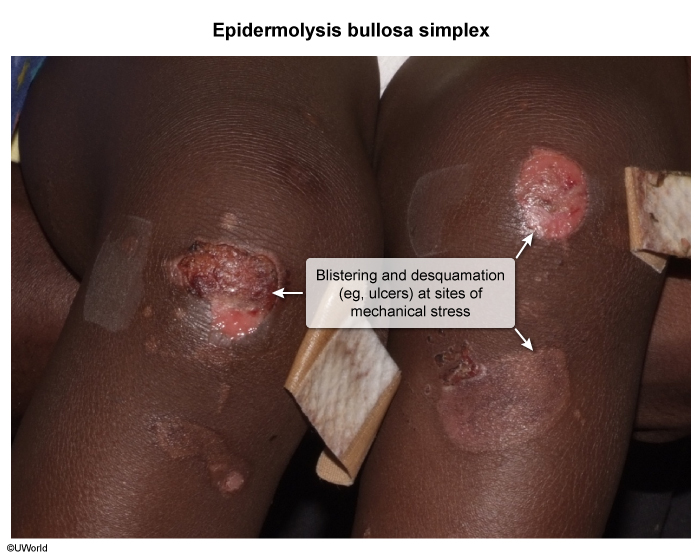 Epidermolysis bullosa simplex
Blistering and desquamation
(eg, ulcers) at sites of
mechanical stress
©UWorld